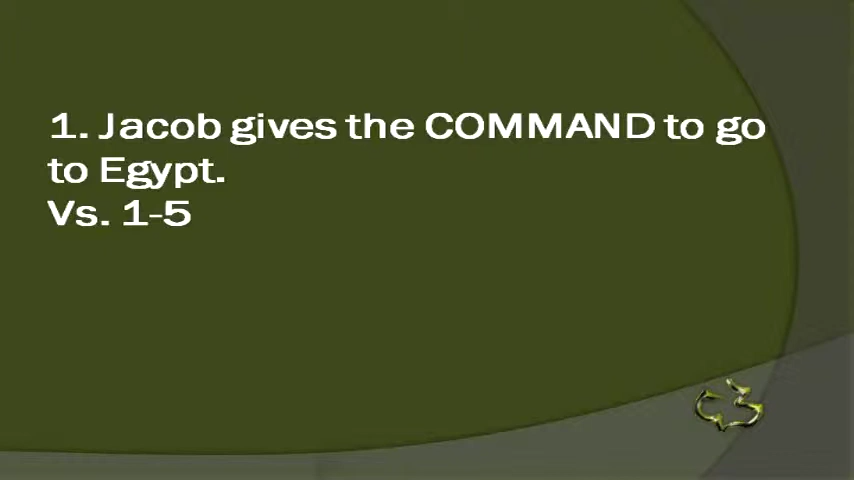 1. Jacob gives the COMMAND to go
to Egypt.
Vs. 1-5